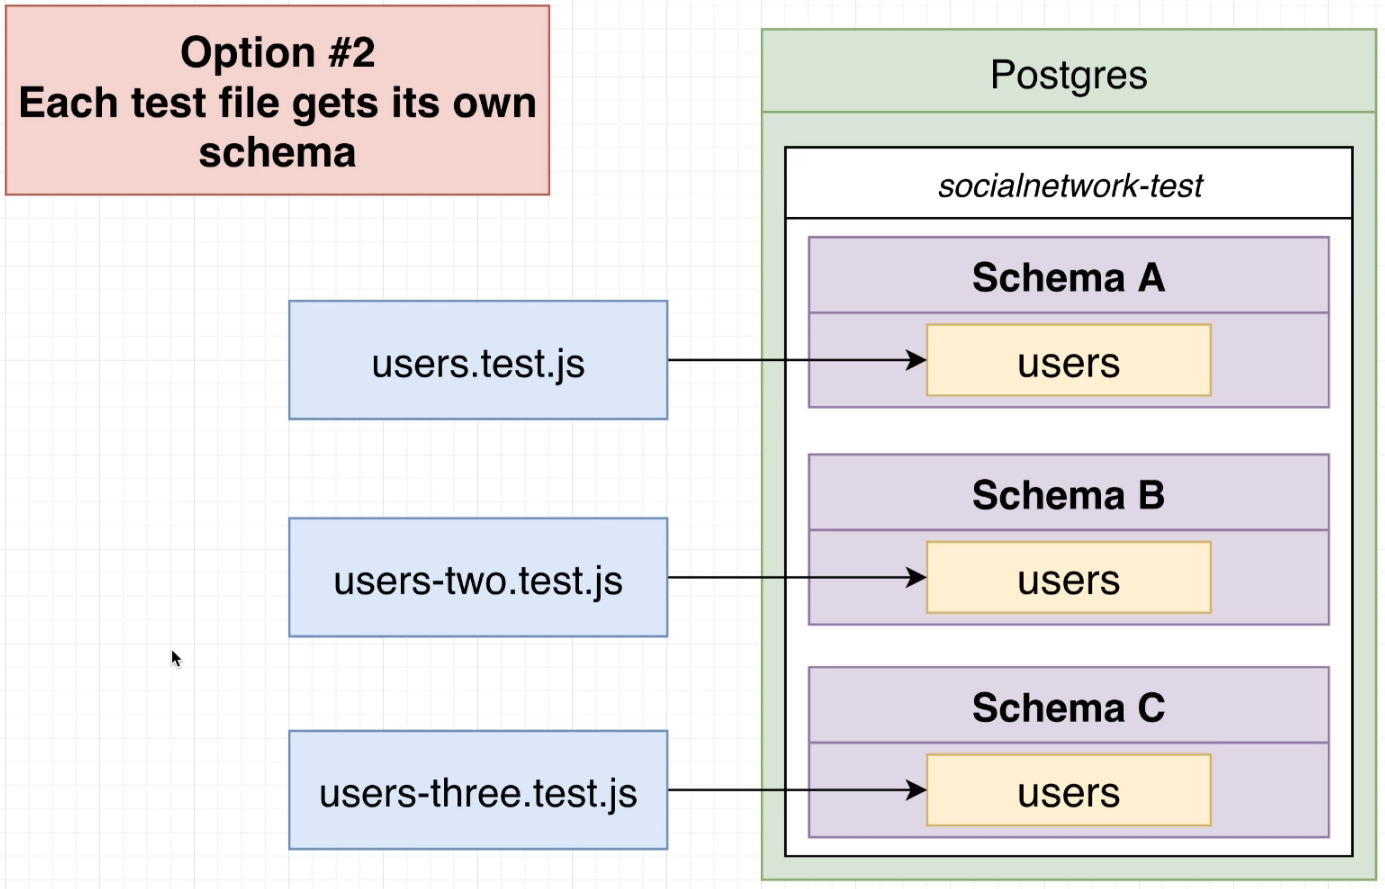 Option #2
Each test file gets its own
schema
Postgres
socialnetwork-test
Schema A
users.test.js
users
Schema B
users-two.test.js
users
Schema C
users-three.test.js
users